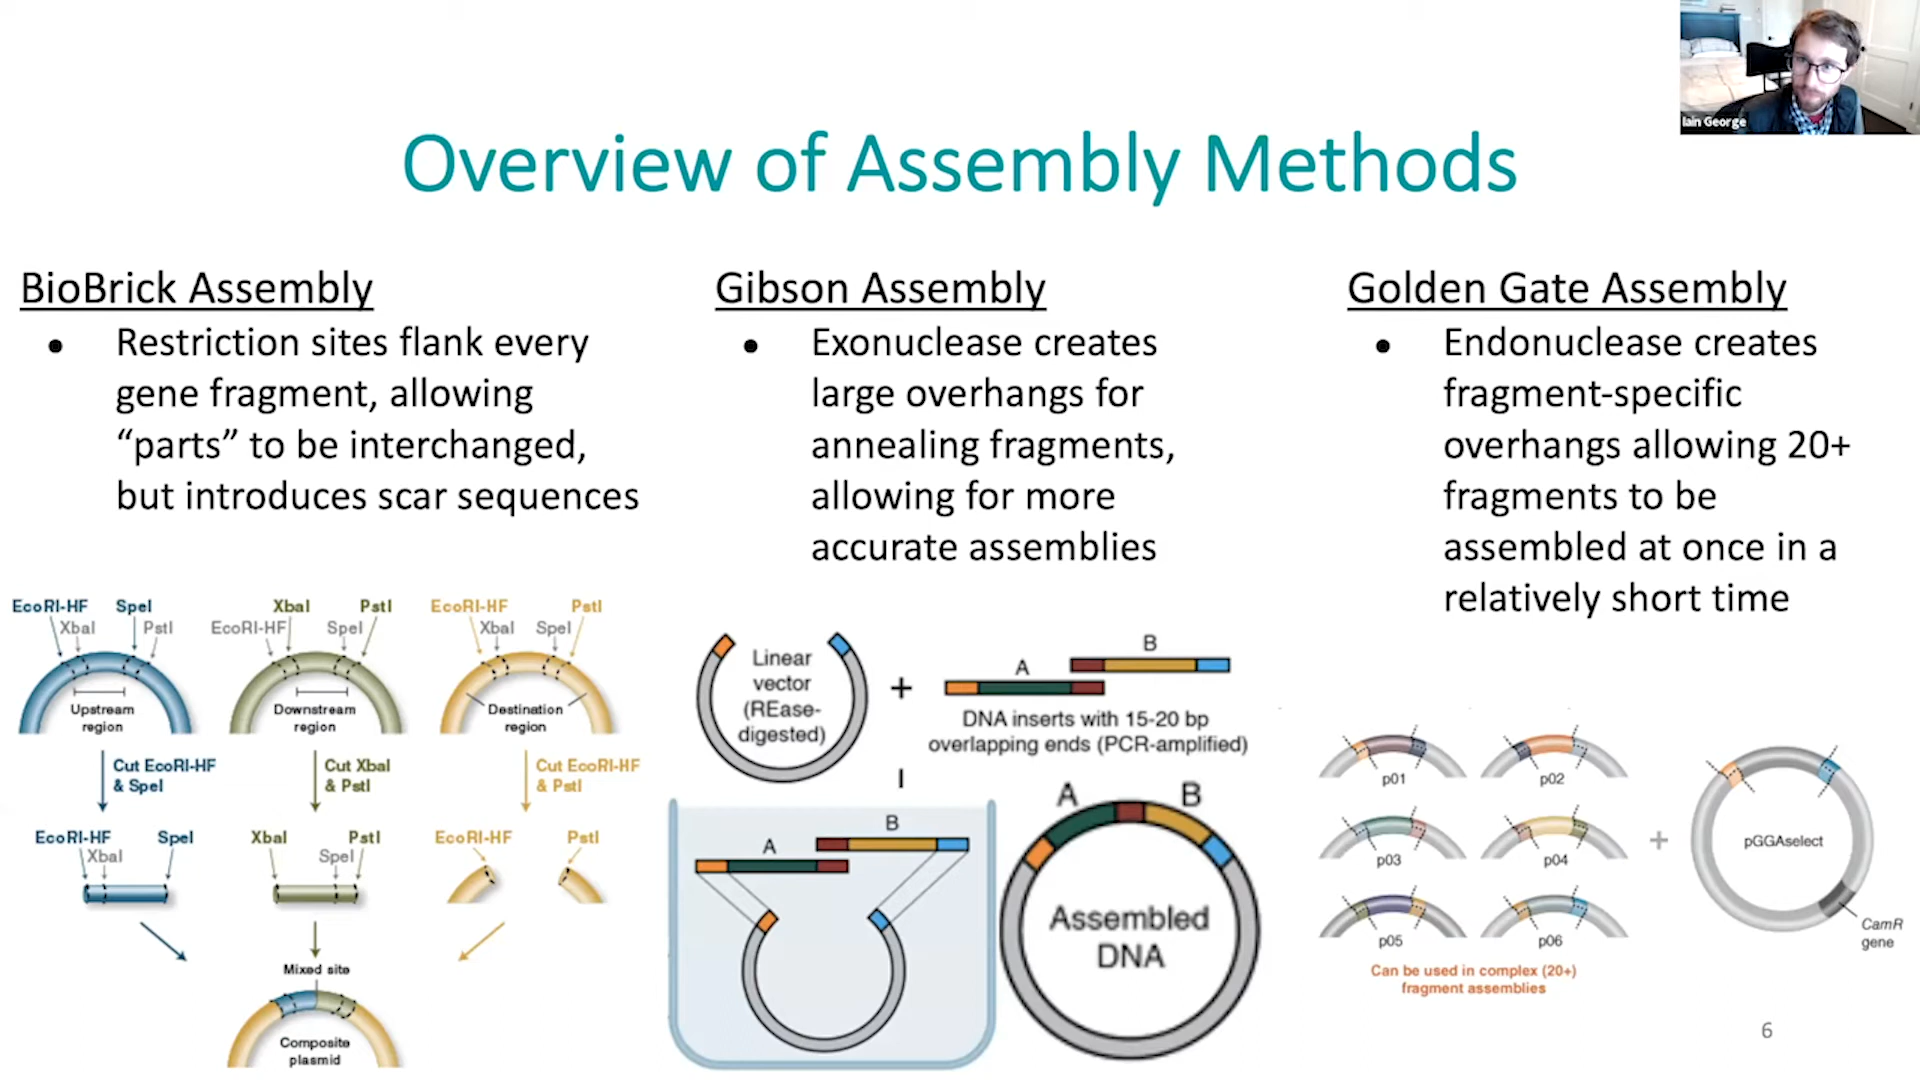 Iain George
Overview of Assembly Methods
BioBrick Assembly
• Restriction sites flank every
gene fragment, allowing
“parts” to be interchanged,
but introduces scar sequences
Gibson Assembly
• Exonuclease creates
large overhangs for
annealing fragments,
allowing for more
accurate assemblies
Golden Gate Assembly
• Endonuclease creates
fragment-specific
overhangs allowing 20+
fragments to be
assembled at once in a
relatively short time
EcoRI-HF SpeI
XbaI PstI
Upstream
region
Cut EcoRI-HF
& SpeI
EcoRI-HF SpeI
XbaI
XbaI PstI
EcoRI-HF SpeI
Downstream
region
Cut XbaI
& PstI
XbaI PstI
SpeI
EcoRI-HF PstI
XbaI SpeI
Destination
region
Cut EcoRI-HF
& PstI
EcoRI-HF PstI
Mixed site
Composite
plasmid
Linear
vector
(REase-
digested)
+
A
B
DNA inserts with 15-20 bp
overlapping ends (PCR-amplified)
A
B
A B
Assembled
DNA
p01 p02
p03 p04
p05 p06
+
pGGAselect
CamR
gene
Can be used in complex (20+)
fragment assemblies
6